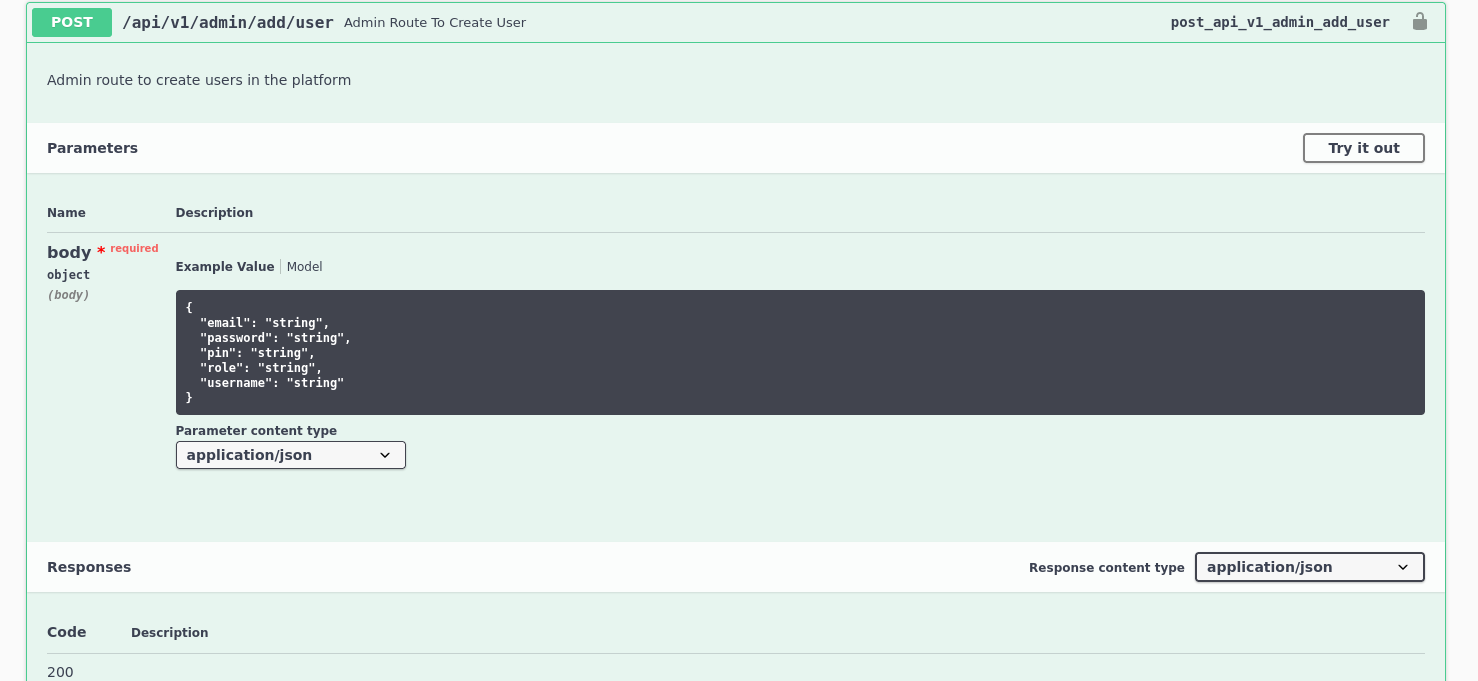 POST /api/v1/admin/add/user Admin Route To Create User post_api_v1_admin_add_user
Admin route to create users in the platform
Parameters Try it out
Name Description
body * required
object
(body)
Example Value Model
{
  "email": "string",
  "password": "string",
  "pin": "string",
  "role": "string",
  "username": "string"
}
Parameter content type
application/json
Responses Response content type application/json
Code Description
200